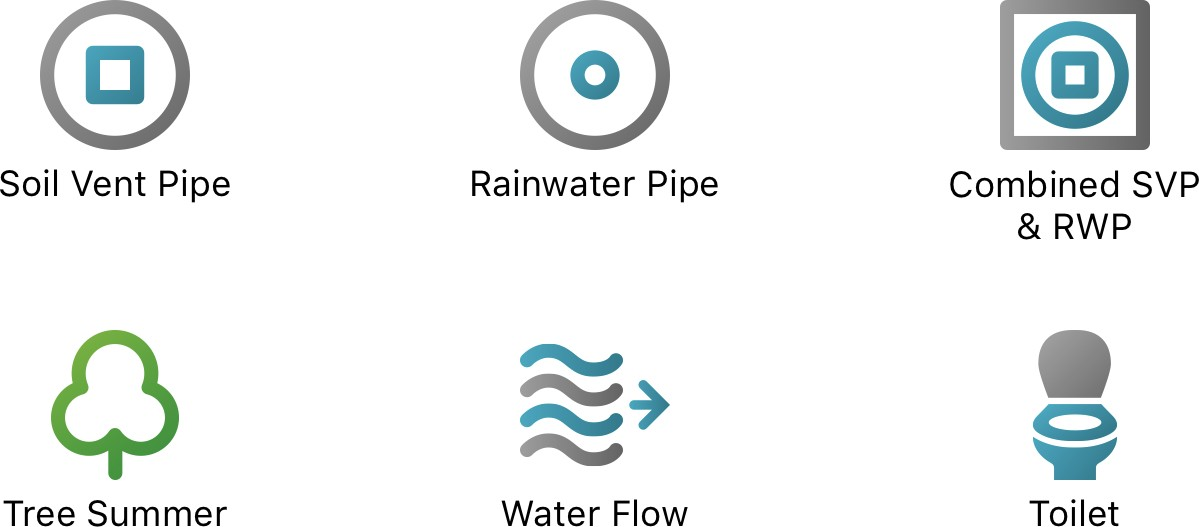 Soil Vent Pipe
Rainwater Pipe
Combined SVP
& RWP
Tree Summer
Water Flow
Toilet